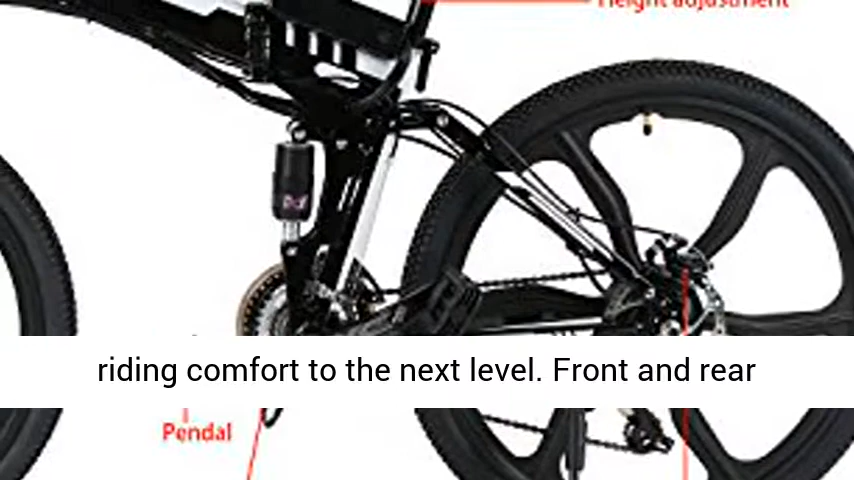 Height adjustment
riding comfort to the next level. Front and rear
Pendal